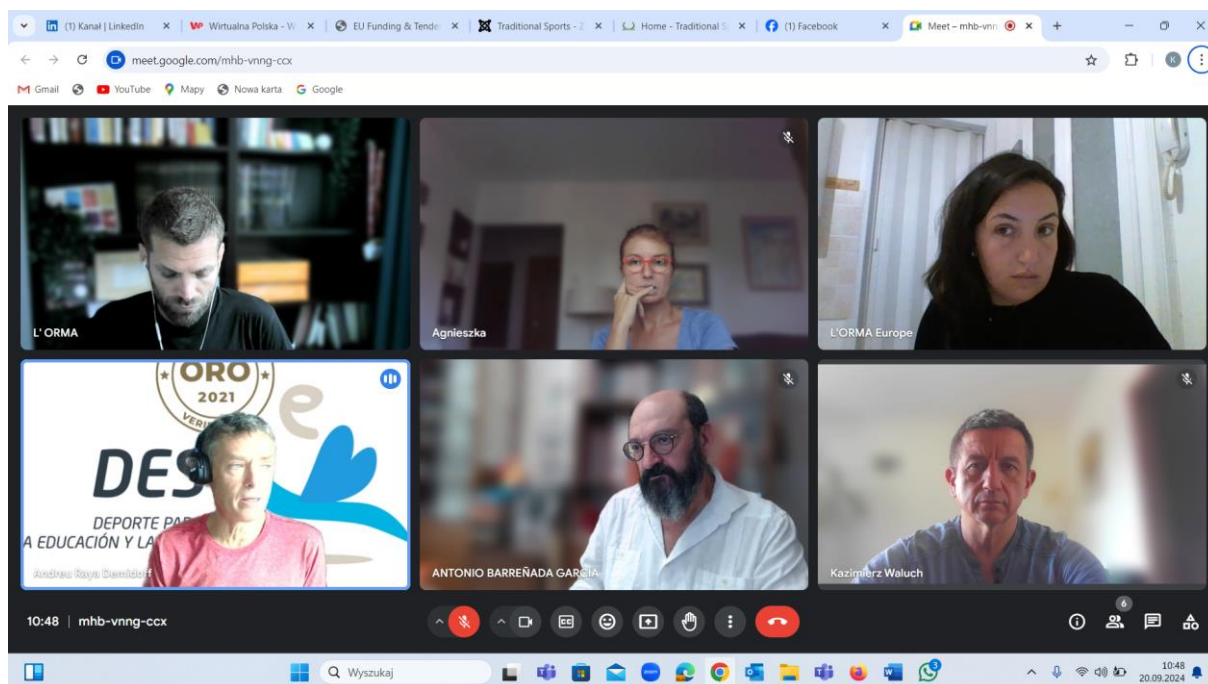 (1) Kanał | LinkedIn
Wirtualna Polska - W
EU Funding & Tende
Traditional Sports - Z
Home - Traditional S
(1) Facebook
Meet – mhb-vnn
meet.google.com/mhb-vnng-ccx
K
Gmail
YouTube
Mapy
Nowa karta
Google
L' ORMA
Agnieszka
L'ORMA Europe
ORO
2021
DES
DEPORTE PAR
A EDUCACIÓN Y LA
Andreu Raya Demidoff
ANTONIO BARREÑADA GARCIA
Kazimierz Waluch
10:48 | mhb-vnng-ccx
6
Wyszukaj
3
10:48
20.09.2024